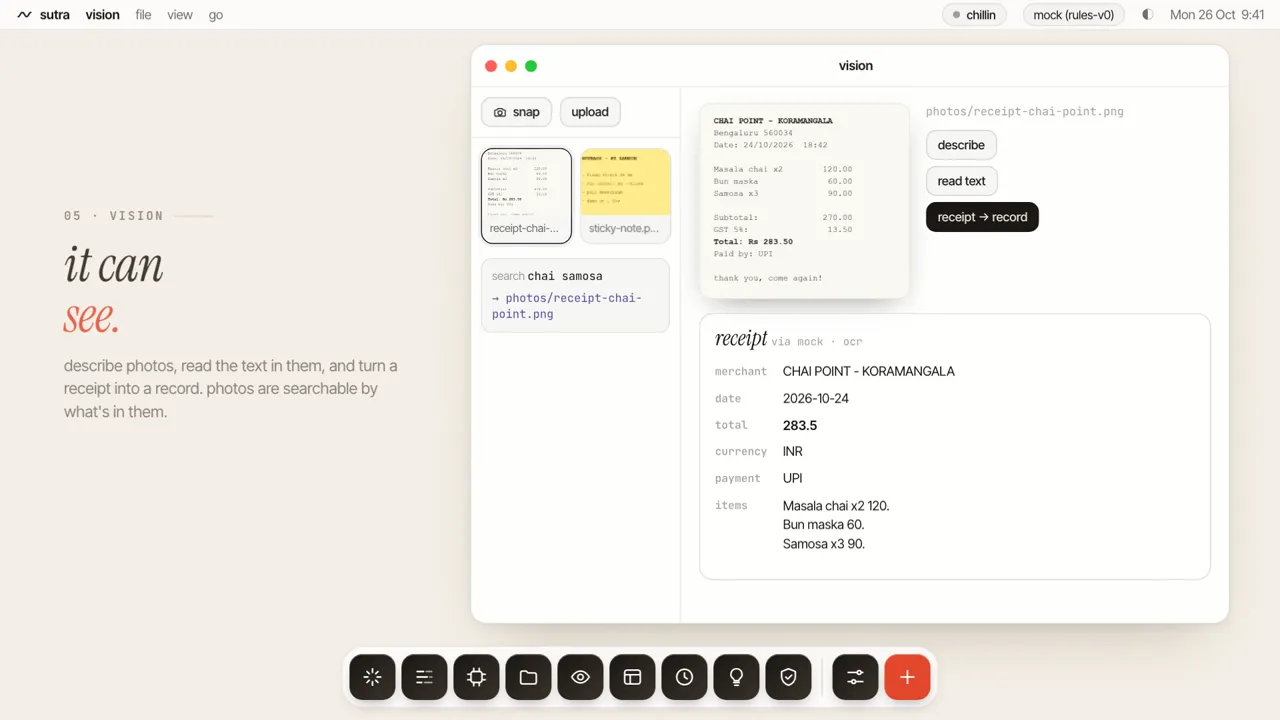 sutra vision file view go
chillin
mock (rules-v0)
Mon 26 Oct 9:41
05 · VISION
it can
see.
describe photos, read the text in them, and turn a
receipt into a record. photos are searchable by
what's in them.
vision
snap upload
receipt-chai-...
sticky-note.p...
search chai samosa
→ photos/receipt-chai-
point.png
CHAI POINT - KORAMANGALA
Bengaluru 560034
Date: 24/10/2026 18:42
Masala chai x2 120.00
Bun maska 60.00
Samosa x3 90.00
Subtotal: 270.00
GST 5%: 13.50
Total: Rs 283.50
Paid by: UPI
thank you, come again!
photos/receipt-chai-point.png
describe
read text
receipt → record
receipt via mock · ocr
merchant CHAI POINT - KORAMANGALA
date 2026-10-24
total 283.5
currency INR
payment UPI
items Masala chai x2 120.
Bun maska 60.
Samosa x3 90.